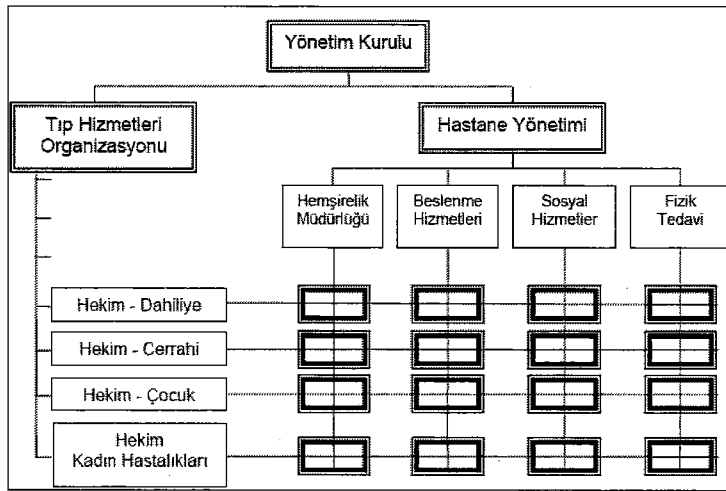 Yönetim Kurulu
Tıp Hizmetleri
Organizasyonu
Hastane Yönetimi
Hemşirelik
Müdürlüğü
Beslenme
Hizmetleri
Sosyal
Hizmetler
Fizik
Tedavi
Hekim - Dahiliye
Hekim - Cerrahi
Hekim - Çocuk
Hekim
Kadın Hastalıkları